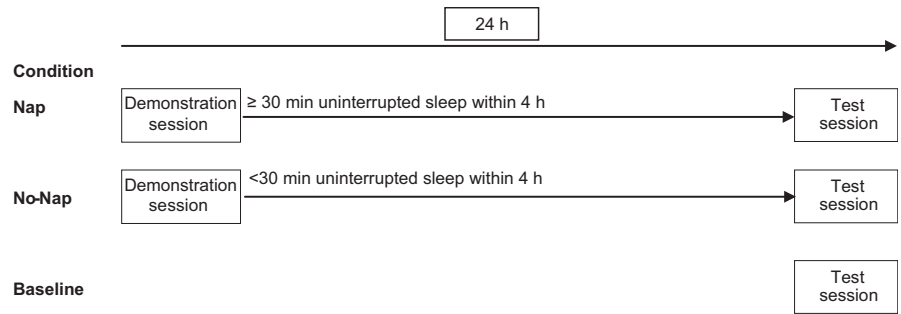 24 h
Condition
Nap
Demonstration
session
≥ 30 min uninterrupted sleep within 4 h
Test
session
No-Nap
Demonstration
session
<30 min uninterrupted sleep within 4 h
Test
session
Baseline
Test
session